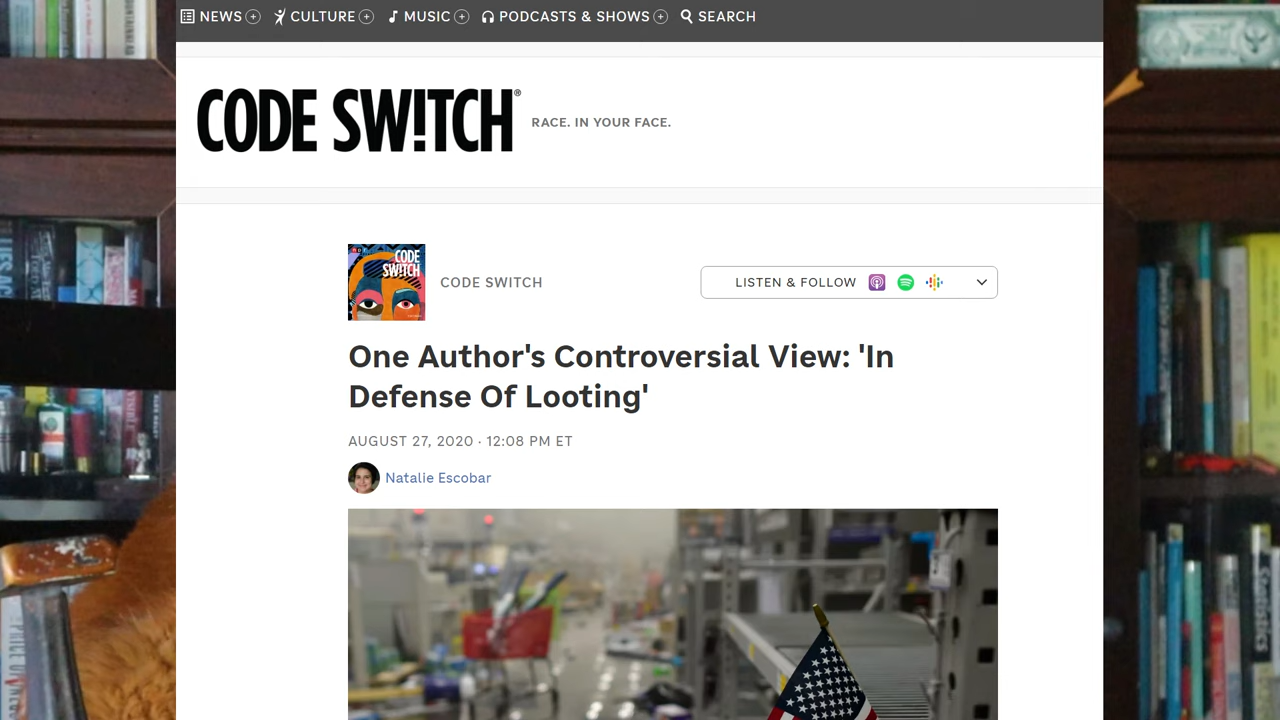 NEWS CULTURE MUSIC PODCASTS & SHOWS SEARCH
CODE SW!TCH®
RACE. IN YOUR FACE.
CODE
SW!TCH
CODE SWITCH
LISTEN & FOLLOW
One Author's Controversial View: 'In
Defense Of Looting'
AUGUST 27, 2020 · 12:08 PM ET
Natalie Escobar